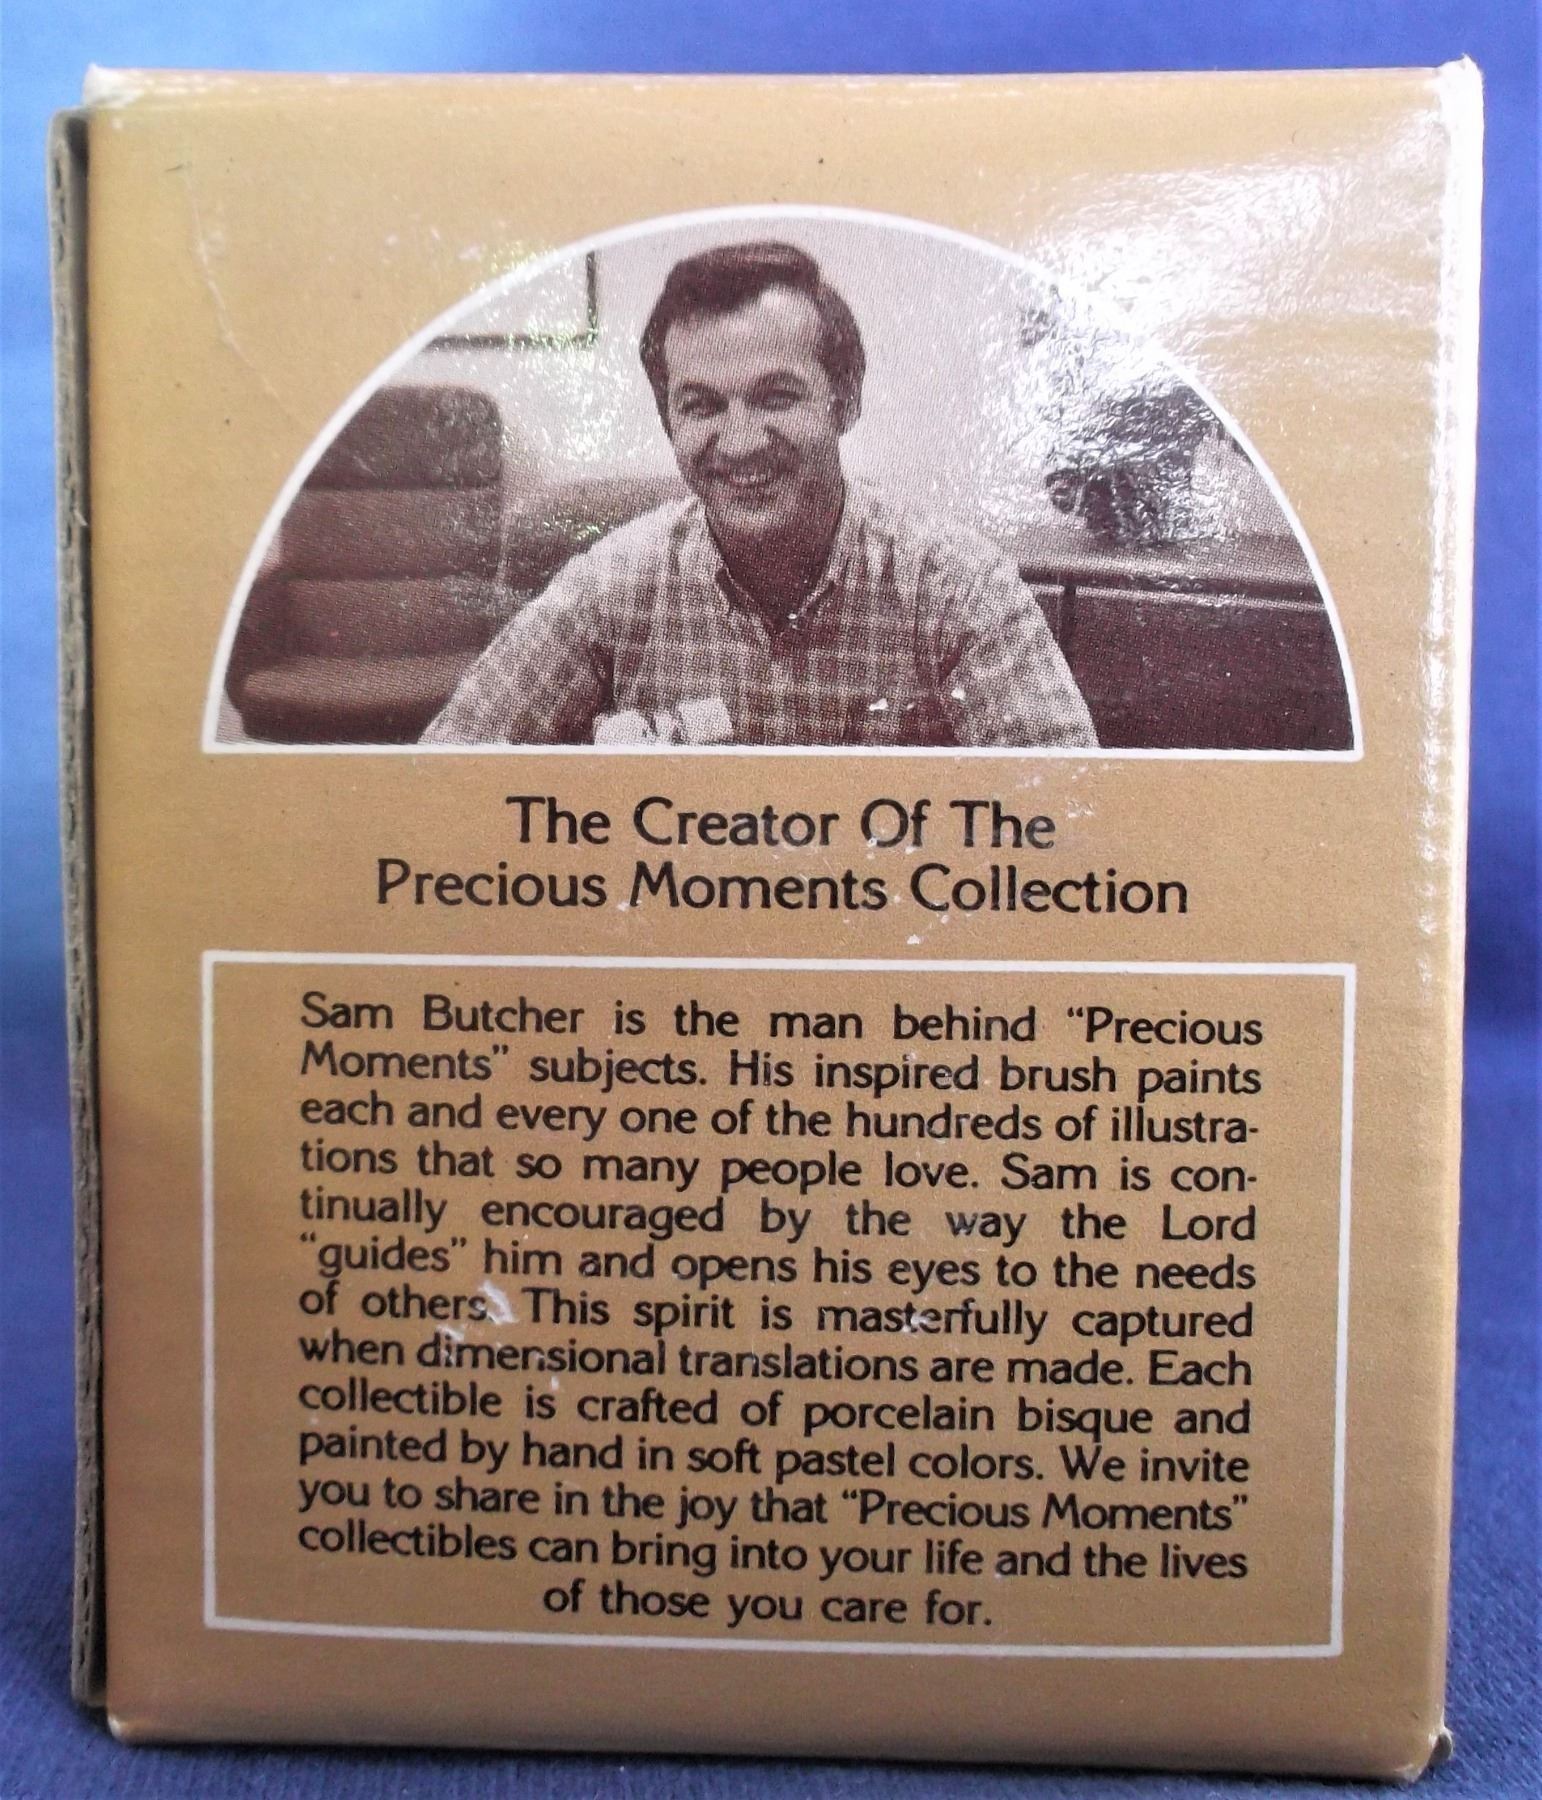 The Creator Of The
Precious Moments Collection
Sam Butcher is the man behind “Precious
Moments” subjects. His inspired brush paints
each and every one of the hundreds of illustra-
tions that so many people love. Sam is con-
tinually encouraged by the way the Lord
“guides” him and opens his eyes to the needs
of others. This spirit is masterfully captured
when dimensional translations are made. Each
collectible is crafted of porcelain bisque and
painted by hand in soft pastel colors. We invite
you to share in the joy that “Precious Moments”
collectibles can bring into your life and the lives
of those you care for.